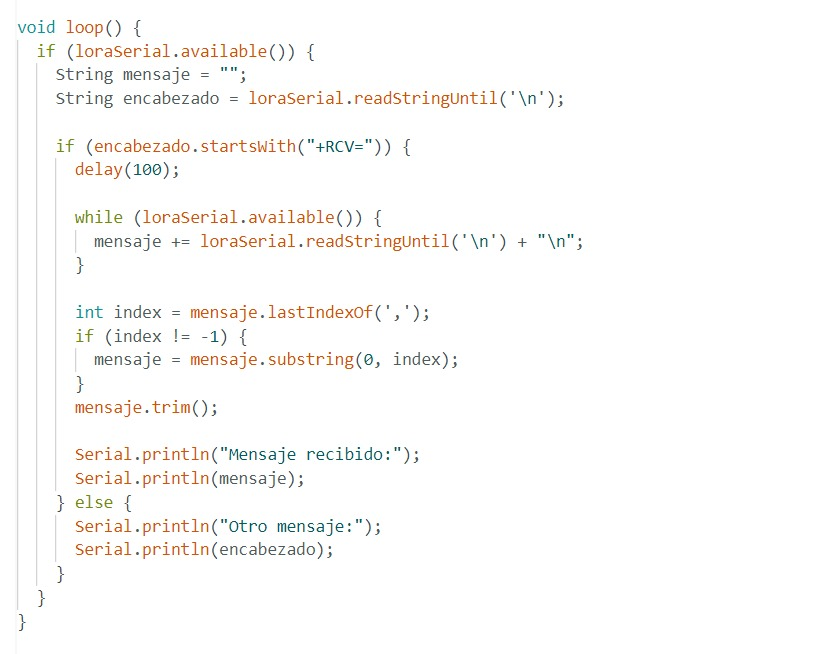 void loop() {
  if (loraSerial.available()) {
    String mensaje = "";
    String encabezado = loraSerial.readStringUntil('\n');

    if (encabezado.startsWith("+RCV=")) {
      delay(100);

      while (loraSerial.available()) {
        mensaje += loraSerial.readStringUntil('\n') + "\n";
      }

      int index = mensaje.lastIndexOf(',');
      if (index != -1) {
        mensaje = mensaje.substring(0, index);
      }
      mensaje.trim();

      Serial.println("Mensaje recibido:");
      Serial.println(mensaje);
    } else {
      Serial.println("Otro mensaje:");
      Serial.println(encabezado);
    }
  }
}